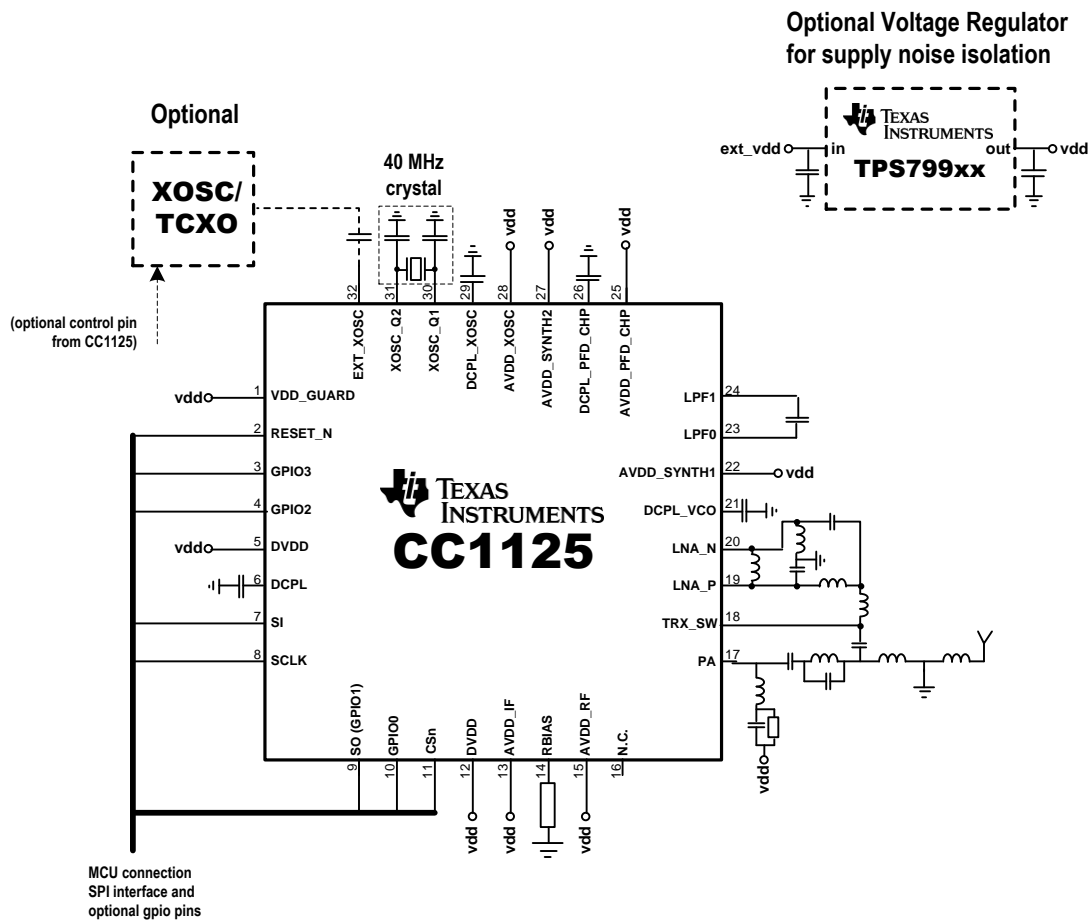 Optional Voltage Regulator
for supply noise isolation
Optional
TEXAS
INSTRUMENTS
ext_vdd
in
out
vdd
TPS799xx
XOSC/
TCXO
40 MHz
crystal
(optional control pin
from CC1125)
vdd
vdd
vdd
32
31
30
29
28
27
26
25
EXT_XOSC
XOSC_Q2
XOSC_Q1
DCPL_XOSC
AVDD_XOSC
AVDD_SYNTH2
DCPL_PFD_CHP
AVDD_PFD_CHP
vdd
1
VDD_GUARD
2
RESET_N
3
GPIO3
4
GPIO2
vdd
5
DVDD
6
DCPL
7
SI
8
SCLK
TEXAS
INSTRUMENTS
CC1125
LPF1
24
LPF0
23
AVDD_SYNTH1
22
vdd
DCPL_VCO
21
LNA_N
20
LNA_P
19
TRX_SW
18
PA
17
vdd
SO (GPIO1)
GPIO0
CSn
DVDD
AVDD_IF
RBIAS
AVDD_RF
N.C.
9
10
11
12
13
14
15
16
vdd
vdd
vdd
MCU connection
SPI interface and
optional gpio pins